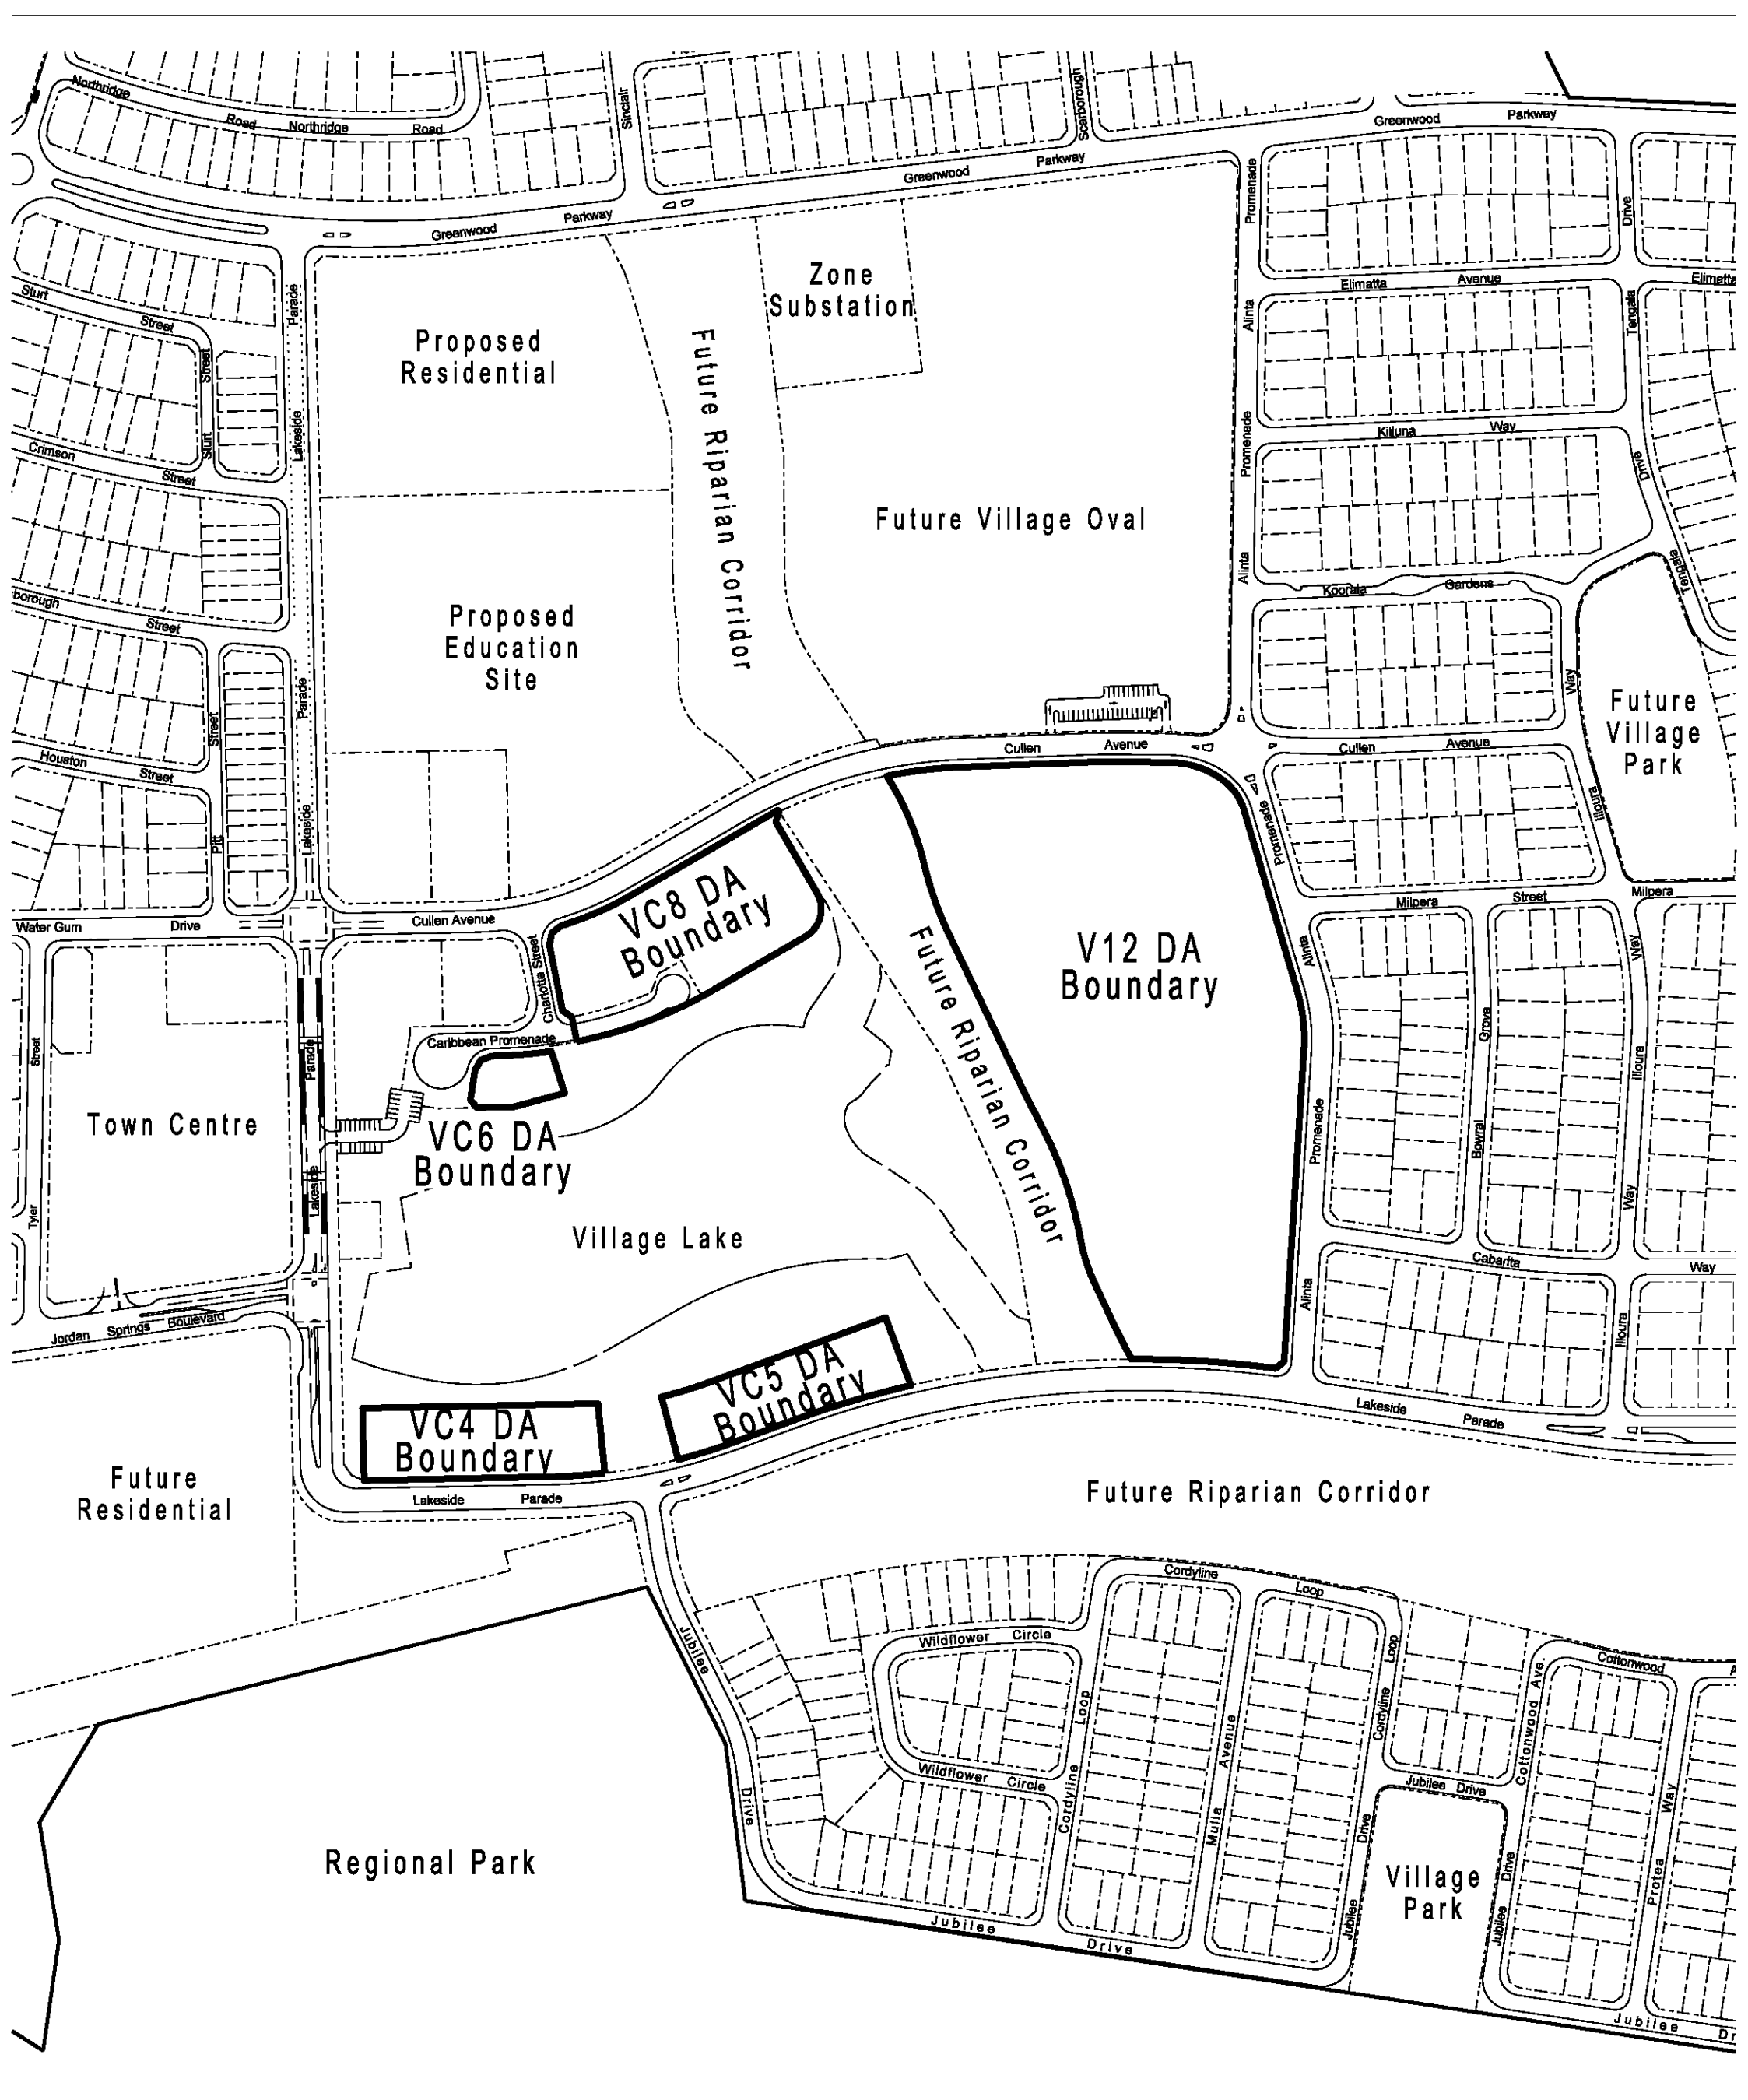 Northridge
Road
Northridge
Road
Sinclair
Scarborough
Greenwood
Parkway
Greenwood
Parkway
Greenwood
Parkway
Promenade
Drive
Zone
Substation
Elimatta
Avenue
Elimatta
Sturt
Street
Parade
Alinta
Tengala
Proposed
Residential
Future Riparian Corridor
Street
Sturt
Lakeside
Crimson
Street
Promenade
Killuna
Way
Drive
Future Village Oval
Alinta
Koorala
Gardens
Tengala
borough
Street
Proposed
Education
Site
Parade
Street
Way
Future
Village
Park
Houston
Street
Cullen
Avenue
Cullen
Avenue
Illoura
Promenade
Pitt
Lakeside
VC8 DA
Boundary
Milpera
Street
Milpera
Water Gum
Drive
Cullen Avenue
Charlotte Street
Future Riparian Corridor
V12 DA
Boundary
Alinta
Way
Street
Parade
Caribbean Promenade
Grove
Illoura
Town Centre
VC6 DA
Boundary
Promenade
Bowral
Lakeside
Tyler
Way
Village Lake
Cabarita
Way
Alinta
Illoura
Jordan
Springs
Boulevard
VC5 DA
Boundary
VC4 DA
Boundary
Lakeside
Parade
Future
Residential
Lakeside
Parade
Future Riparian Corridor
Cordyline
Loop
Jubilee
Wildflower
Circle
Loop
Loop
Cottonwood
A
Cottonwood Ave.
Cordyline
Avenue
Wildflower
Circle
Cordyline
Jubilee
Drive
Drive
Mulla
Drive
Way
Regional Park
Village
Park
Drive
Protea
Jubilee
Jubilee
Jubilee
Drive
Jubilee
Dr